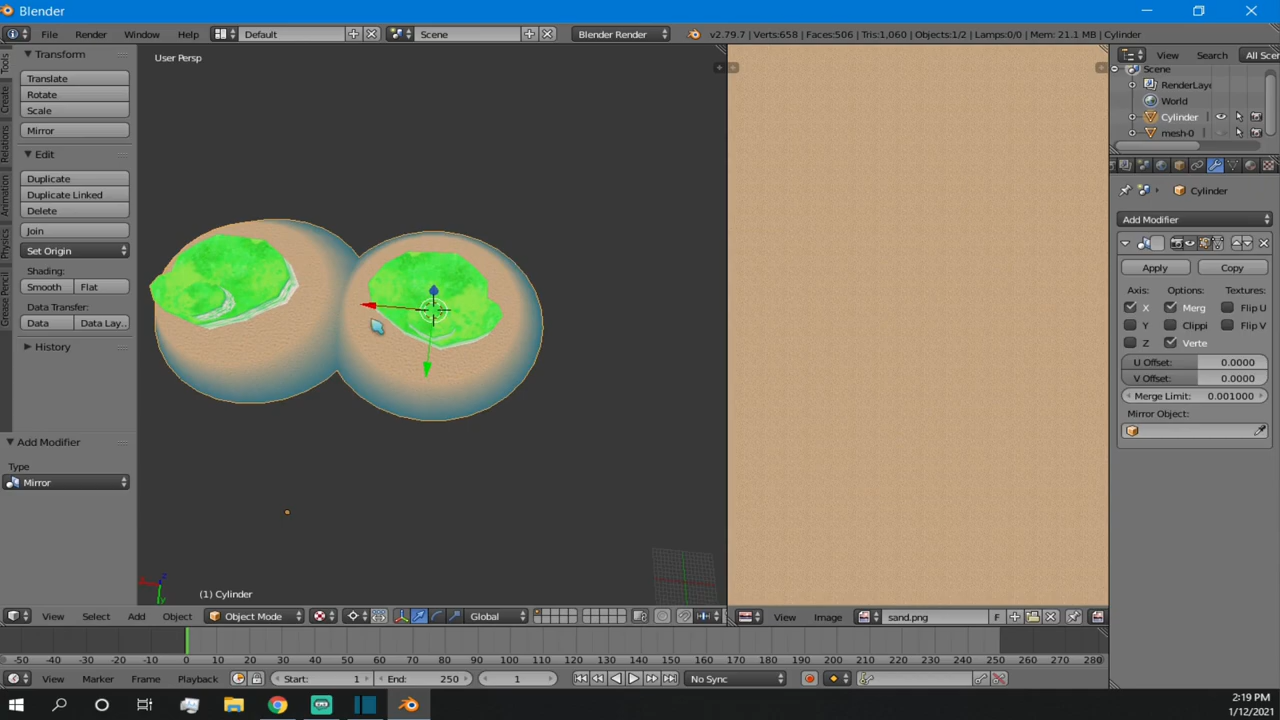 Blender
File Render Window Help Default Scene Blender Render v2.79.7 | Verts:658 | Faces:506 | Tris:1,060 | Objects:1/2 | Lamps:0/0 | Mem: 21.1 MB | Cylinder
Tools
Create
Relations
Animation
Physics
Grease Pencil
Transform
Translate
Rotate
Scale
Mirror
Edit
Duplicate
Duplicate Linked
Delete
Join
Set Origin
Shading:
Smooth Flat
Data Transfer:
Data Data Lay..
History
Add Modifier
Type
Mirror
User Persp
(1) Cylinder
View Select Add Object Object Mode Global
View Image sand.png F
View Search All Scen
Scene
RenderLaye
World
Cylinder
mesh-0
Cylinder
Add Modifier
Apply Copy
Axis: Options: Textures:
X Merg Flip U
Y Clippi Flip V
Z Verte
U Offset: 0.0000
V Offset: 0.0000
Merge Limit: 0.001000
Mirror Object:
-50 -40 -30 -20 -10 0 10 20 30 40 50 60 70 80 90 100 110 120 130 140 150 160 170 180 190 200 210 220 230 240 250 260 270 280
View Marker Frame Playback Start: 1 End: 250 1 No Sync
2:19 PM
1/12/2021